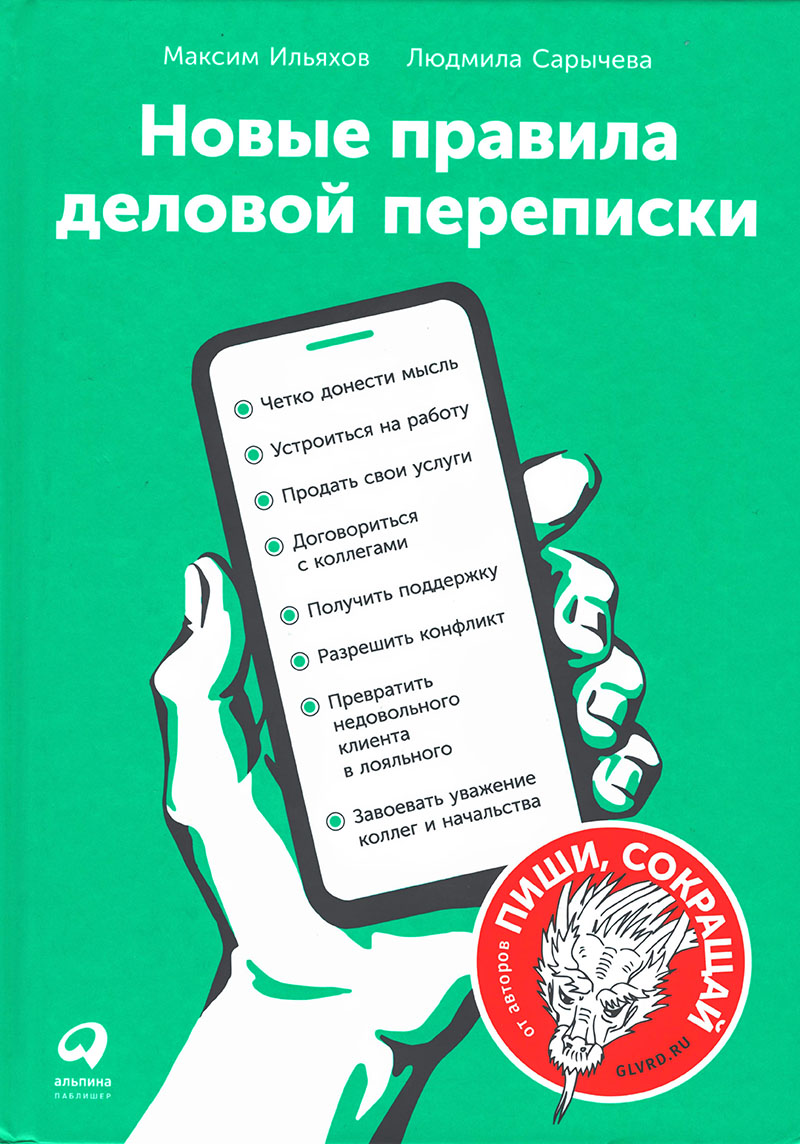 Максим Ильяхов Людмила Сарычева
Новые правила
деловой переписки
Четко донести мысль
Устроиться на работу
Продать свои услуги
Договориться
с коллегами
Получить поддержку
Разрешить конфликт
Превратить
недовольного
клиента
в лояльного
Завоевать уважение
коллег и начальства
от авторов
ПИШИ, СОКРАЩАЙ
GLVRD.RU
альпина
ПАБЛИШЕР